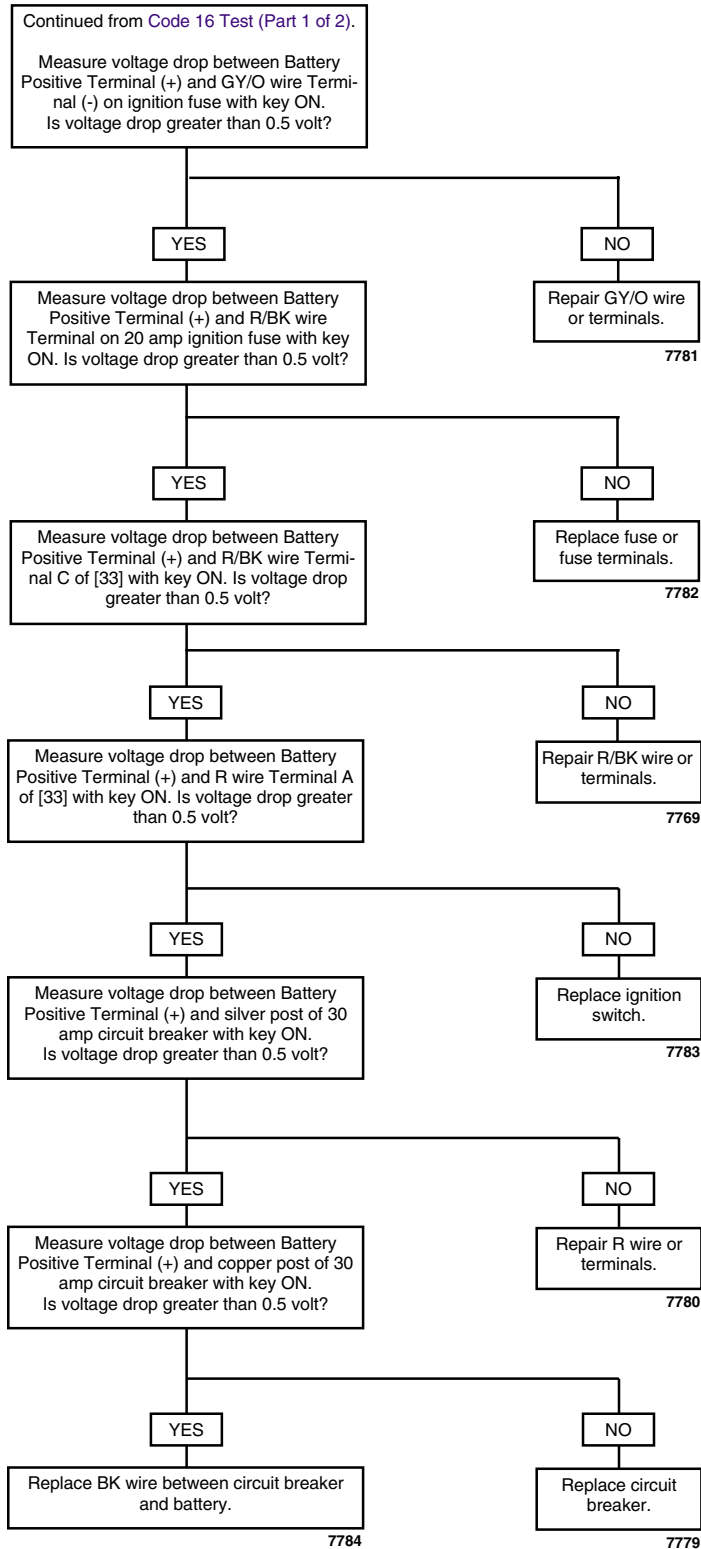 Continued from Code 16 Test (Part 1 of 2).
Measure voltage drop between Battery
Positive Terminal (+) and GY/O wire Termi-
nal (-) on ignition fuse with key ON.
Is voltage drop greater than 0.5 volt?
YES
NO
Measure voltage drop between Battery
Positive Terminal (+) and R/BK wire
Terminal on 20 amp ignition fuse with key
ON. Is voltage drop greater than 0.5 volt?
Repair GY/O wire
or terminals.
7781
YES
NO
Measure voltage drop between Battery
Positive Terminal (+) and R/BK wire Termi-
nal C of [33] with key ON. Is voltage drop
greater than 0.5 volt?
Replace fuse or
fuse terminals.
7782
YES
NO
Measure voltage drop between Battery
Positive Terminal (+) and R wire Terminal A
of [33] with key ON. Is voltage drop greater
than 0.5 volt?
Repair R/BK wire or
terminals.
7769
YES
NO
Measure voltage drop between Battery
Positive Terminal (+) and silver post of 30
amp circuit breaker with key ON.
Is voltage drop greater than 0.5 volt?
Replace ignition
switch.
7783
YES
NO
Measure voltage drop between Battery
Positive Terminal (+) and copper post of 30
amp circuit breaker with key ON.
Is voltage drop greater than 0.5 volt?
Repair R wire or
terminals.
7780
YES
NO
Replace BK wire between circuit breaker
and battery.
7784
Replace circuit
breaker.
7779